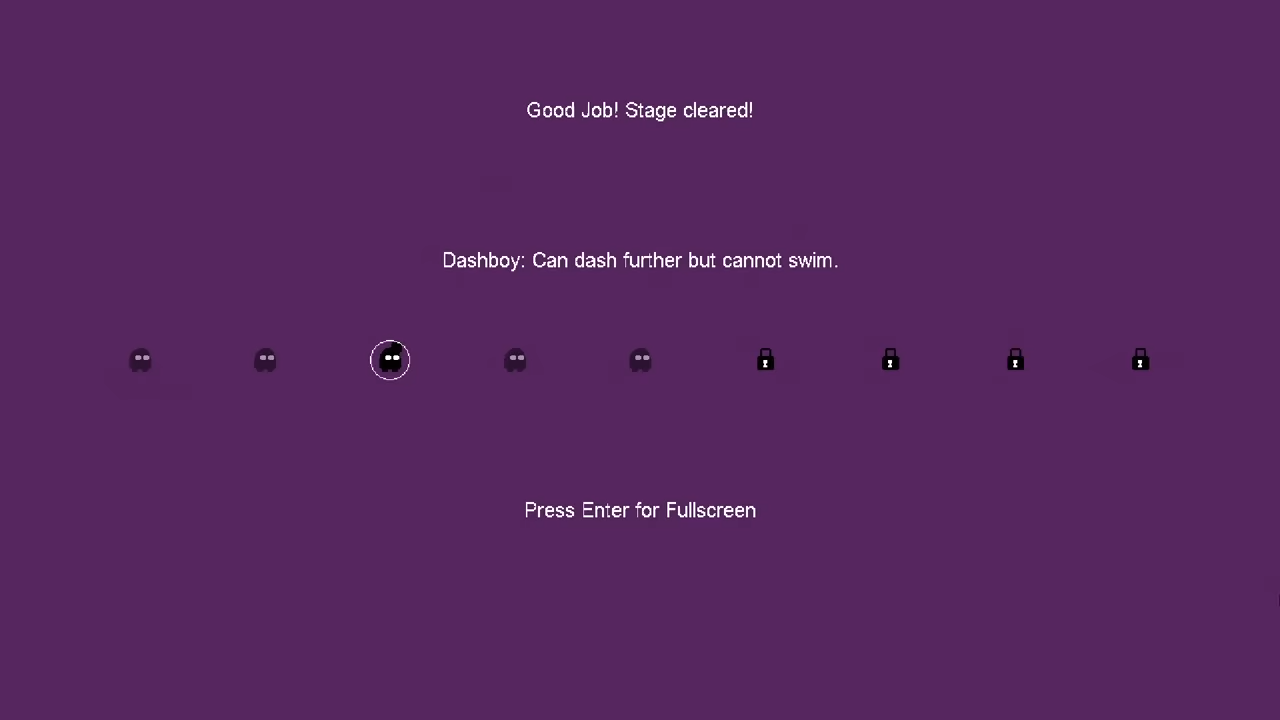 Good Job! Stage cleared!
Dashboy: Can dash further but cannot swim.
Press Enter for Fullscreen